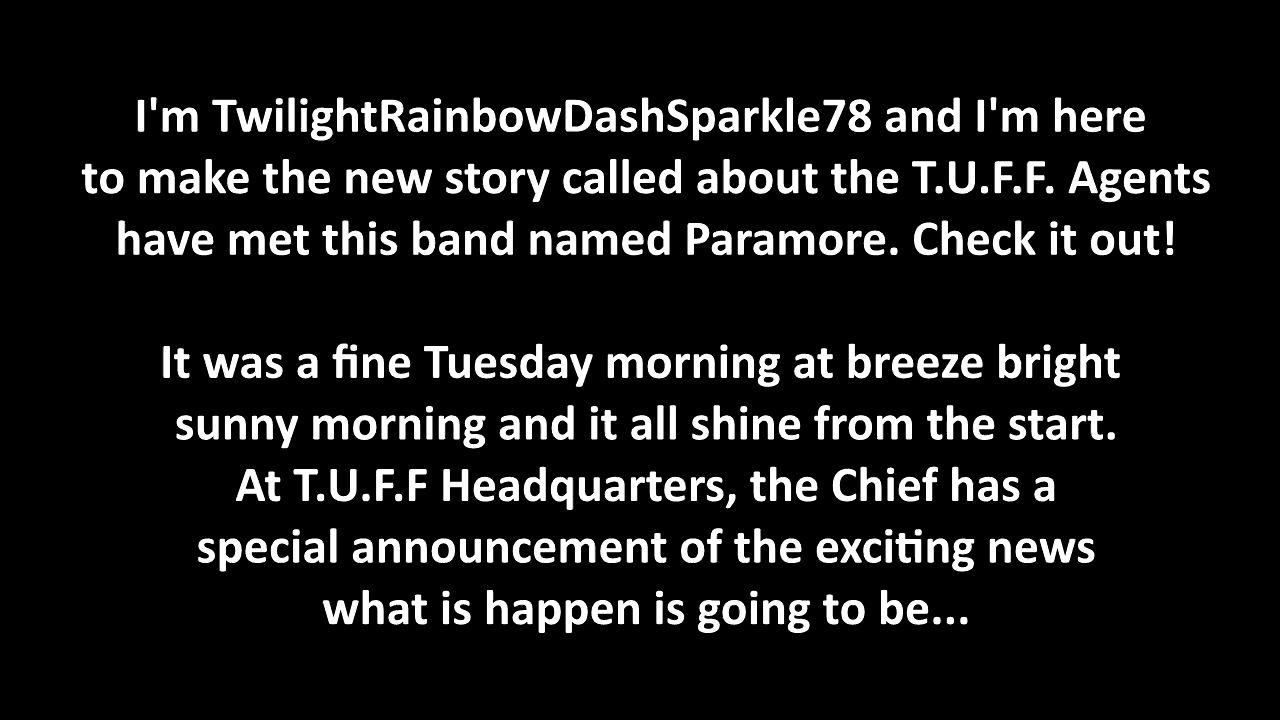 I'm TwilightRainbowDashSparkle78 and I'm here
to make the new story called about the T.U.F.F. Agents
have met this band named Paramore. Check it out!
It was a fine Tuesday morning at breeze bright
sunny morning and it all shine from the start.
At T.U.F.F Headquarters, the Chief has a
special announcement of the exciting news
what is happen is going to be...